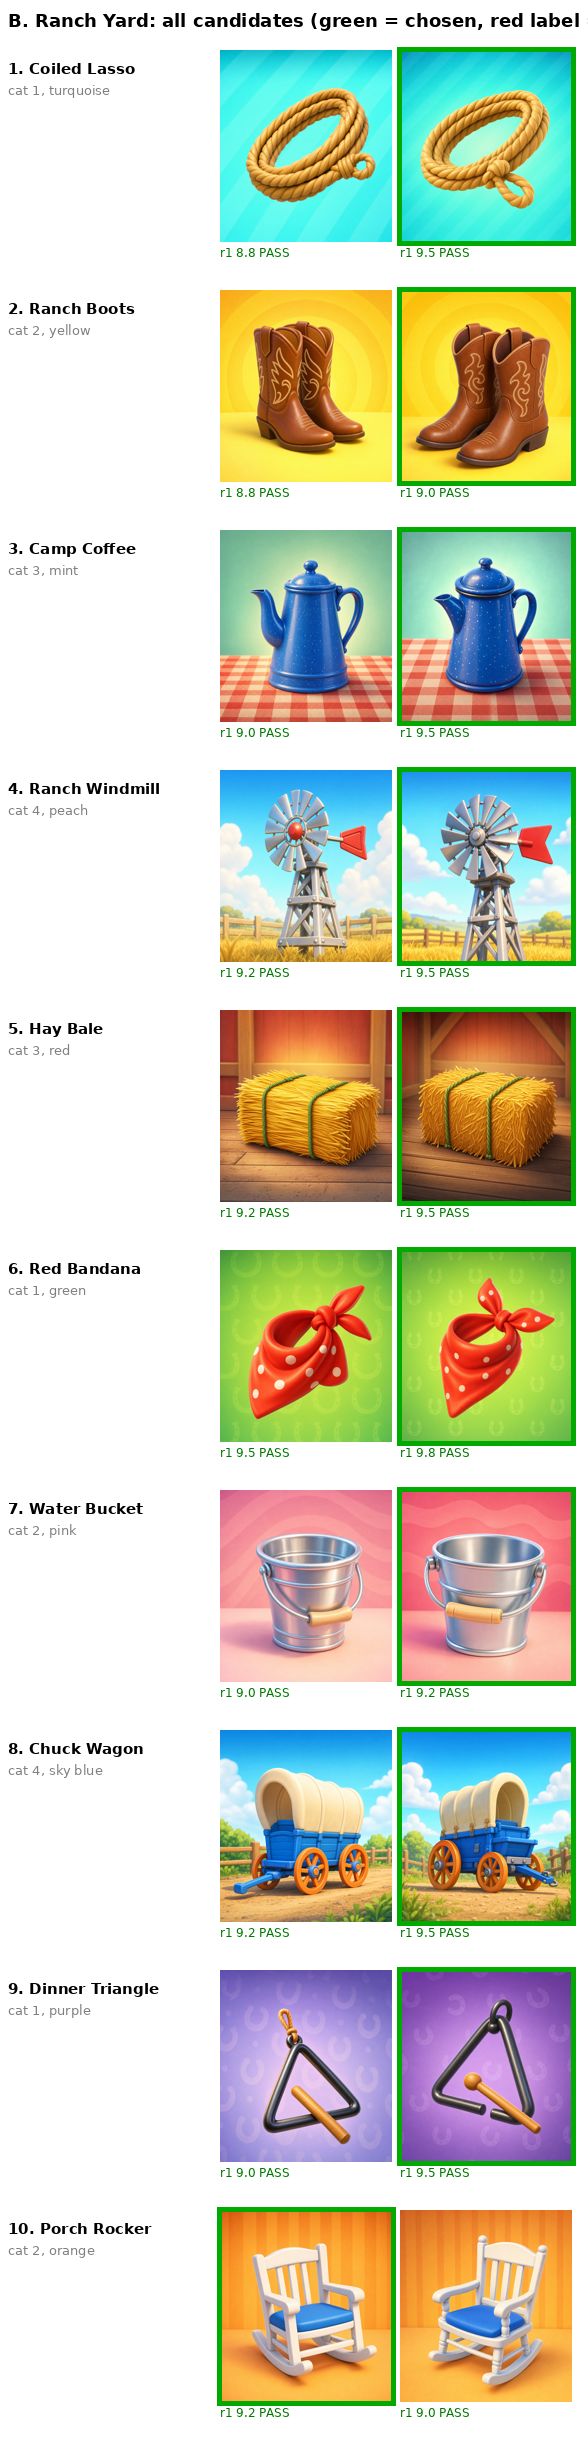 B. Ranch Yard: all candidates (green = chosen, red label
1. Coiled Lasso
cat 1, turquoise
r1 8.8 PASS
r1 9.5 PASS
2. Ranch Boots
cat 2, yellow
r1 8.8 PASS
r1 9.0 PASS
3. Camp Coffee
cat 3, mint
r1 9.0 PASS
r1 9.5 PASS
4. Ranch Windmill
cat 4, peach
r1 9.2 PASS
r1 9.5 PASS
5. Hay Bale
cat 3, red
r1 9.2 PASS
r1 9.5 PASS
6. Red Bandana
cat 1, green
r1 9.5 PASS
r1 9.8 PASS
7. Water Bucket
cat 2, pink
r1 9.0 PASS
r1 9.2 PASS
8. Chuck Wagon
cat 4, sky blue
r1 9.2 PASS
r1 9.5 PASS
9. Dinner Triangle
cat 1, purple
r1 9.0 PASS
r1 9.5 PASS
10. Porch Rocker
cat 2, orange
r1 9.2 PASS
r1 9.0 PASS